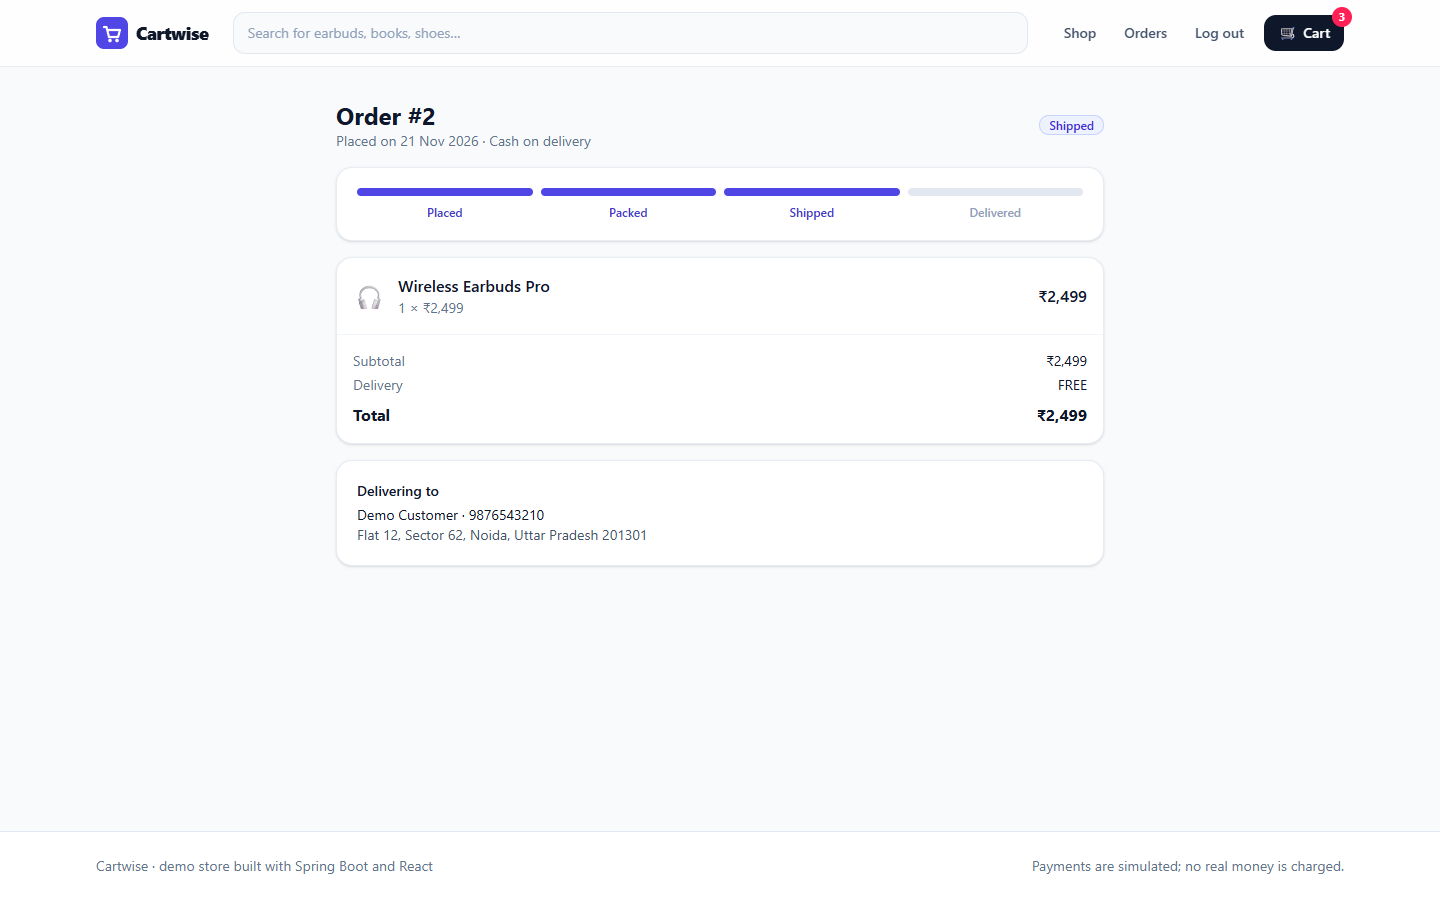 Cartwise
Search for earbuds, books, shoes...
Shop
Orders
Log out
Cart
3
Order #2
Placed on 21 Nov 2026 · Cash on delivery
Shipped
Placed
Packed
Shipped
Delivered
Wireless Earbuds Pro
1 × ₹2,499
₹2,499
Subtotal ₹2,499
Delivery FREE
Total ₹2,499
Delivering to
Demo Customer · 9876543210
Flat 12, Sector 62, Noida, Uttar Pradesh 201301
Cartwise · demo store built with Spring Boot and React
Payments are simulated; no real money is charged.